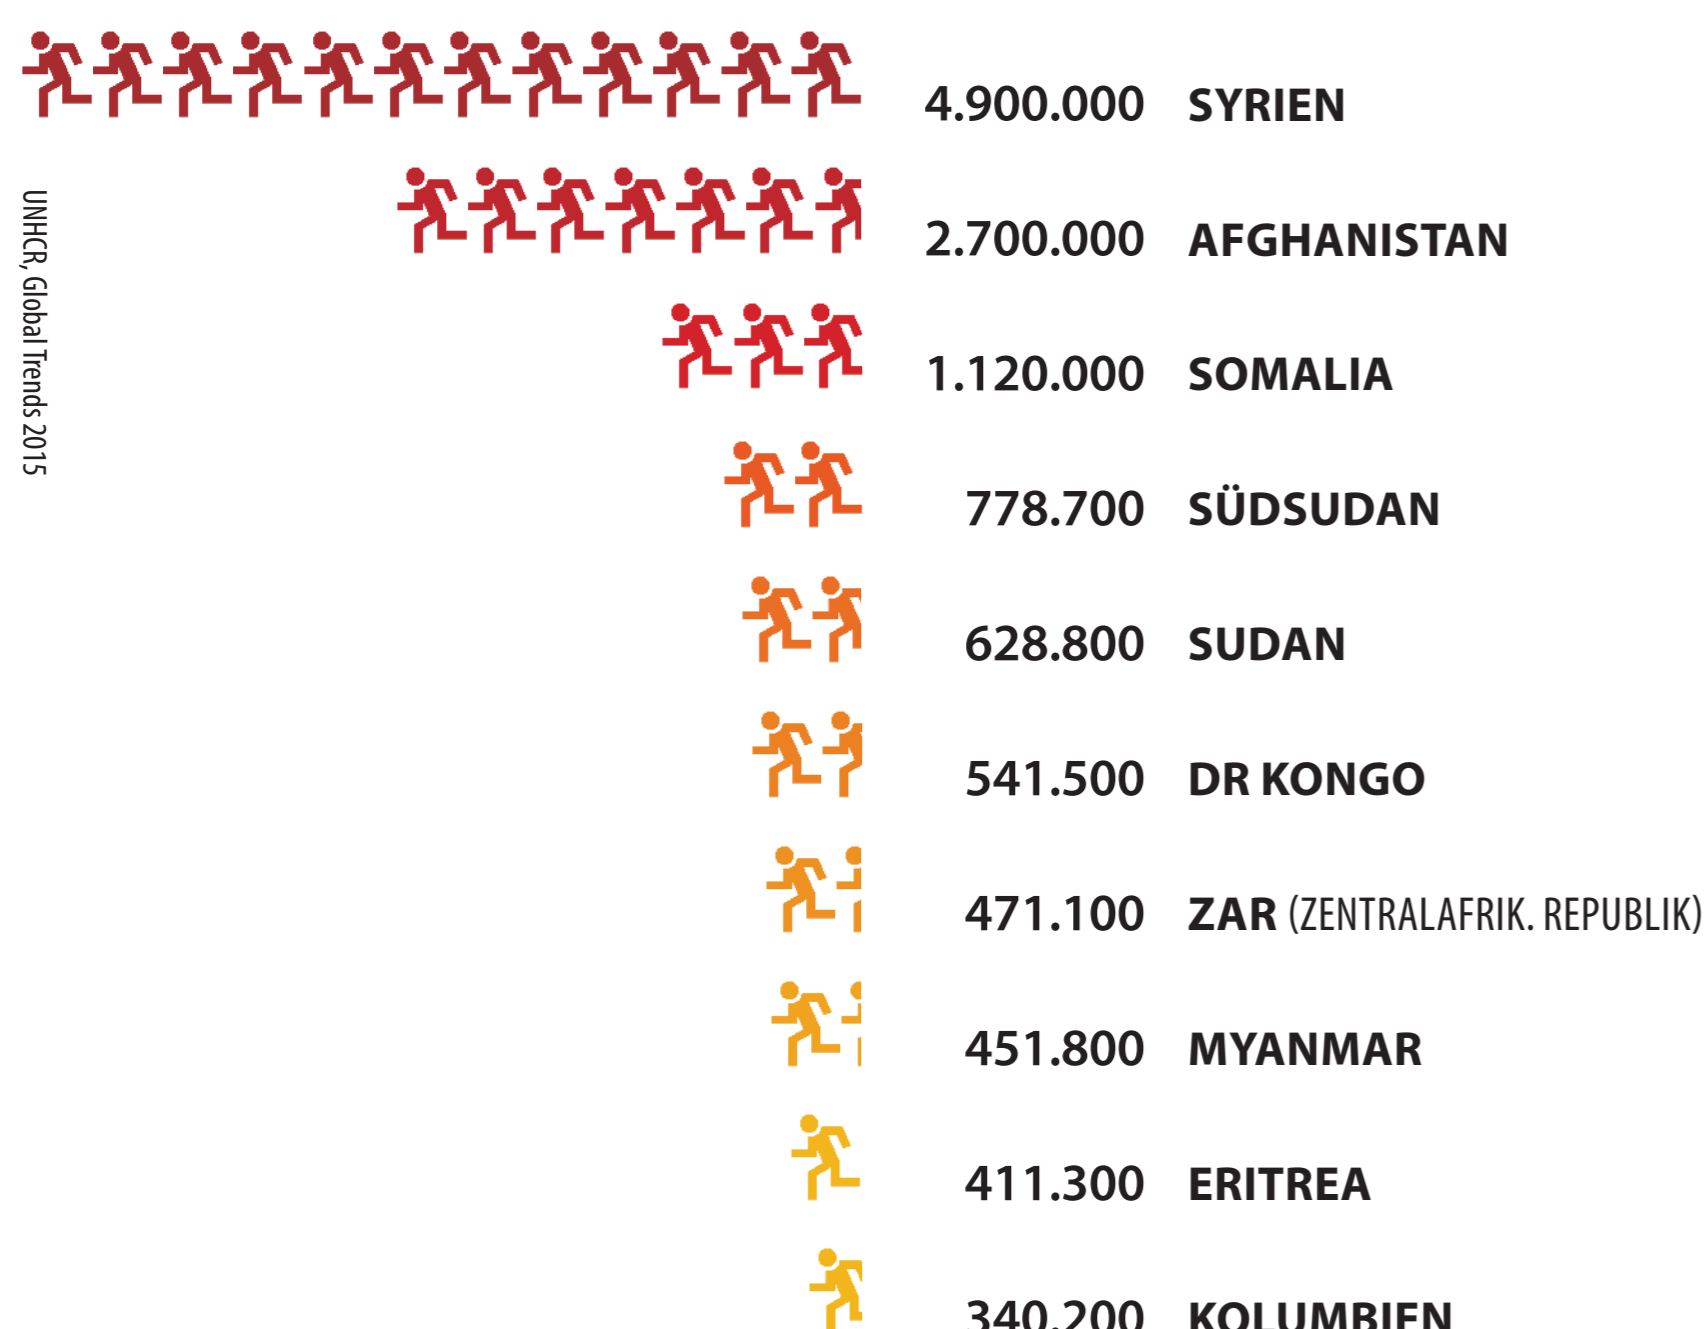 4.900.000 SYRIEN
2.700.000 AFGHANISTAN
1.120.000 SOMALIA
778.700 SÜDSUDAN
628.800 SUDAN
541.500 DR KONGO
471.100 ZAR (ZENTRALAFRIK. REPUBLIK)
451.800 MYANMAR
411.300 ERITREA
340.200 KOLUMBIEN
UNHCR, Global Trends 2015